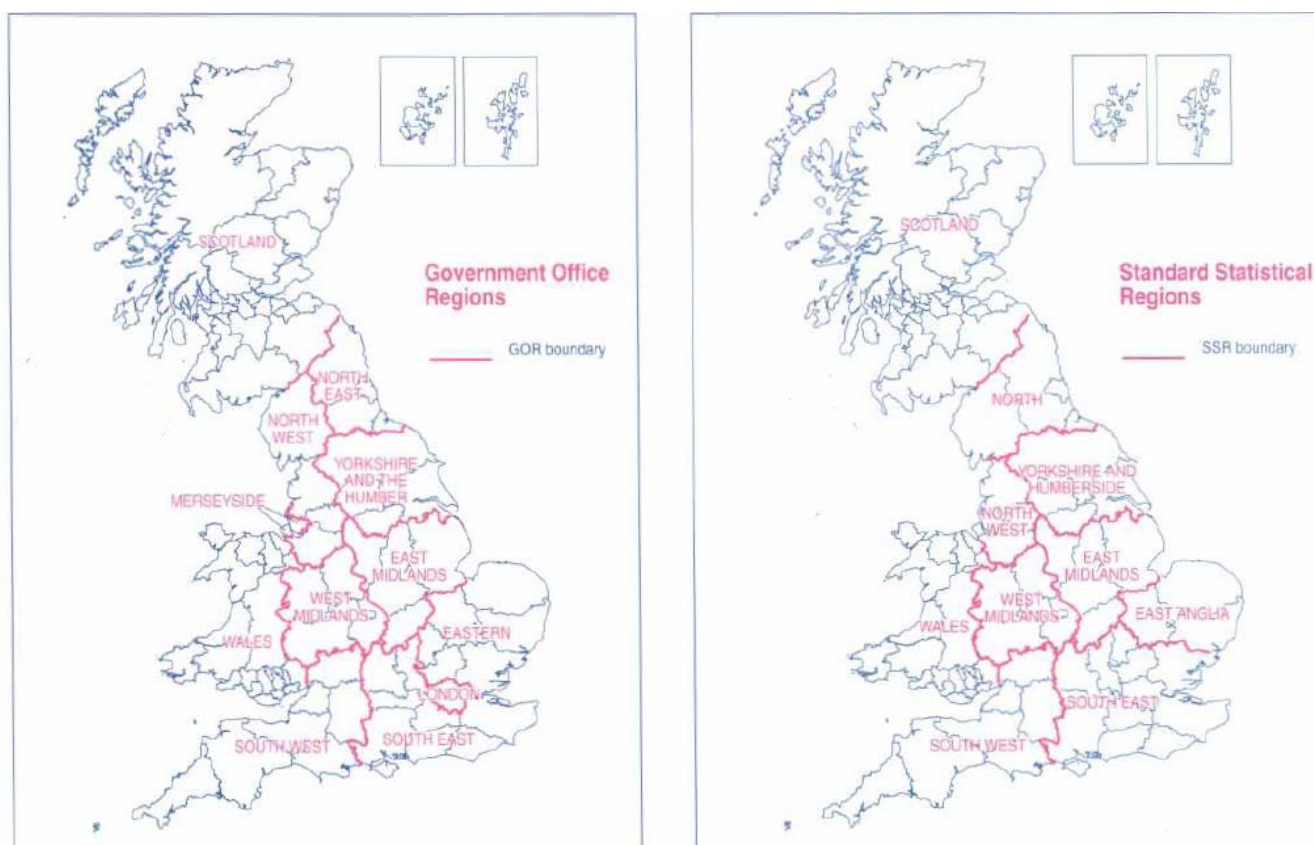 SCOTLAND
Government Office
Regions
GOR boundary
NORTH
EAST
NORTH
WEST
YORKSHIRE
AND THE
HUMBER
MERSEYSIDE
EAST
MIDLANDS
WEST
MIDLANDS
WALES
EASTERN
LONDON
SOUTH WEST
SOUTH EAST
SCOTLAND
Standard Statistical
Regions
SSR boundary
NORTH
YORKSHIRE AND
HUMBERSIDE
NORTH
WEST
EAST
MIDLANDS
WEST
MIDLANDS
EAST ANGLIA
WALES
SOUTH EAST
SOUTH WEST